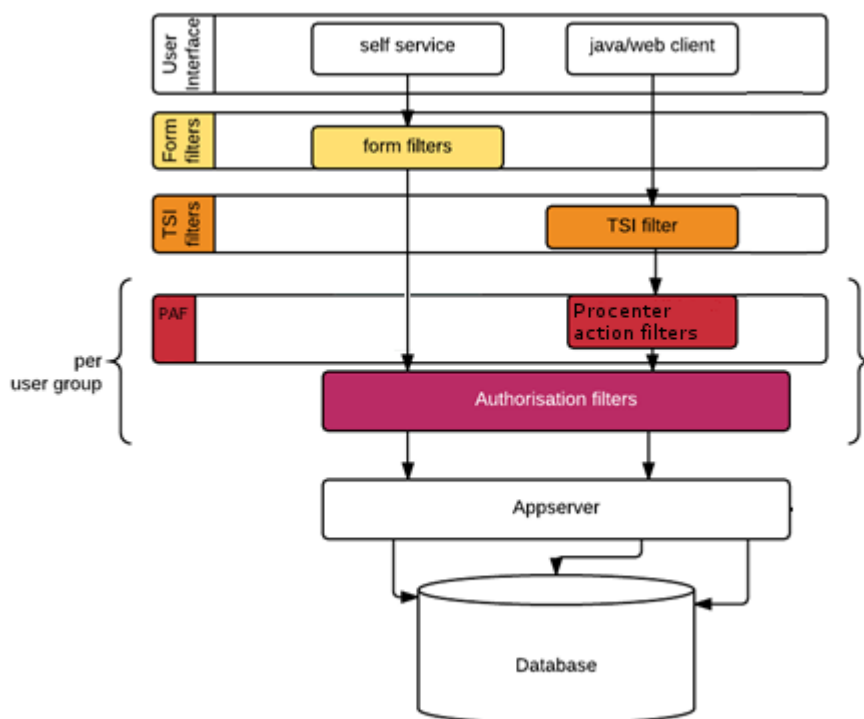 User
Interface
self service
java/web client
Form
filters
form filters
TSI
filters
TSI filter
PAF
Procenter
action filters
per
user group
Authorisation filters
Appserver
Database